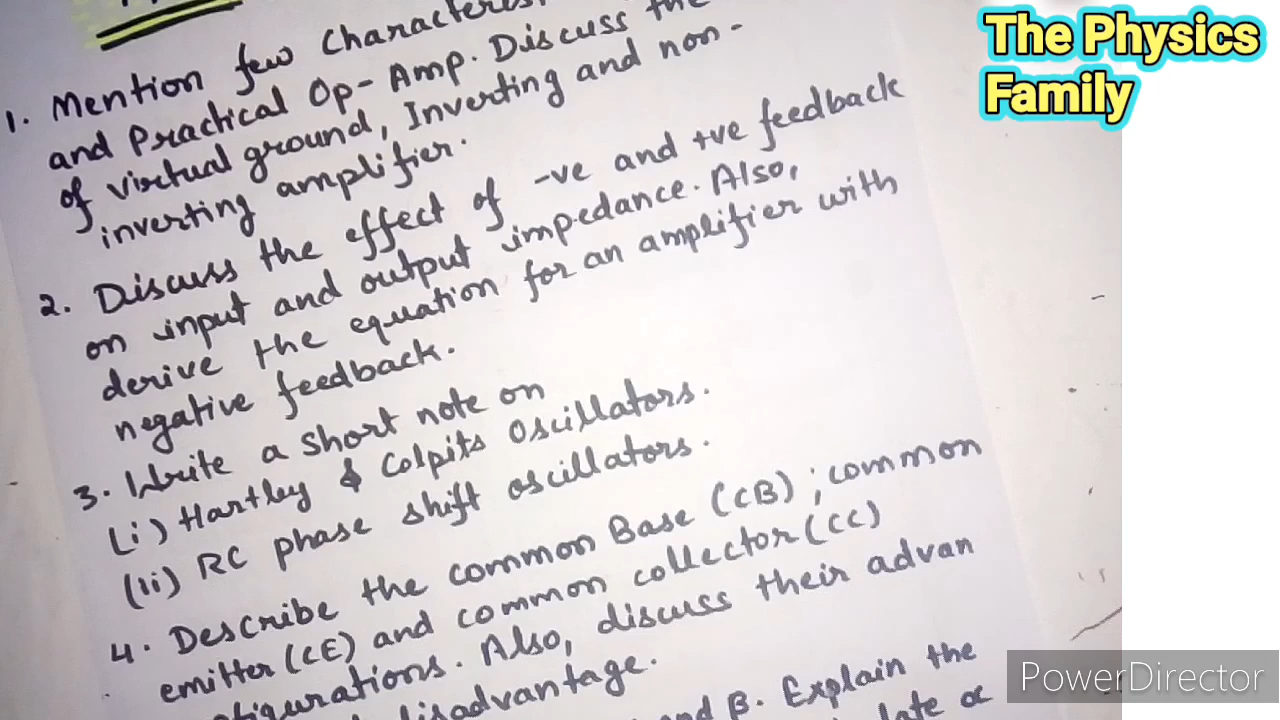 1. Mention few Characteris
and Practical Op-Amp. Discuss the
of virtual ground, Inverting and non-
inverting amplifier.
2. Discuss the effect of -ve and +ve feedback
on input and output impedance. Also,
derive the equation for an amplifier with
negative feedback.
3. Write a short note on
(i) Hartley & Colpits Oscillators.
(ii) RC phase shift oscillators.
4. Describe the common Base (CB); common
emitter (CE) and common collector (CC)
figurations. Also, discuss their advan
disadvantage.
and β. Explain the
late α
The Physics
Family
PowerDirector